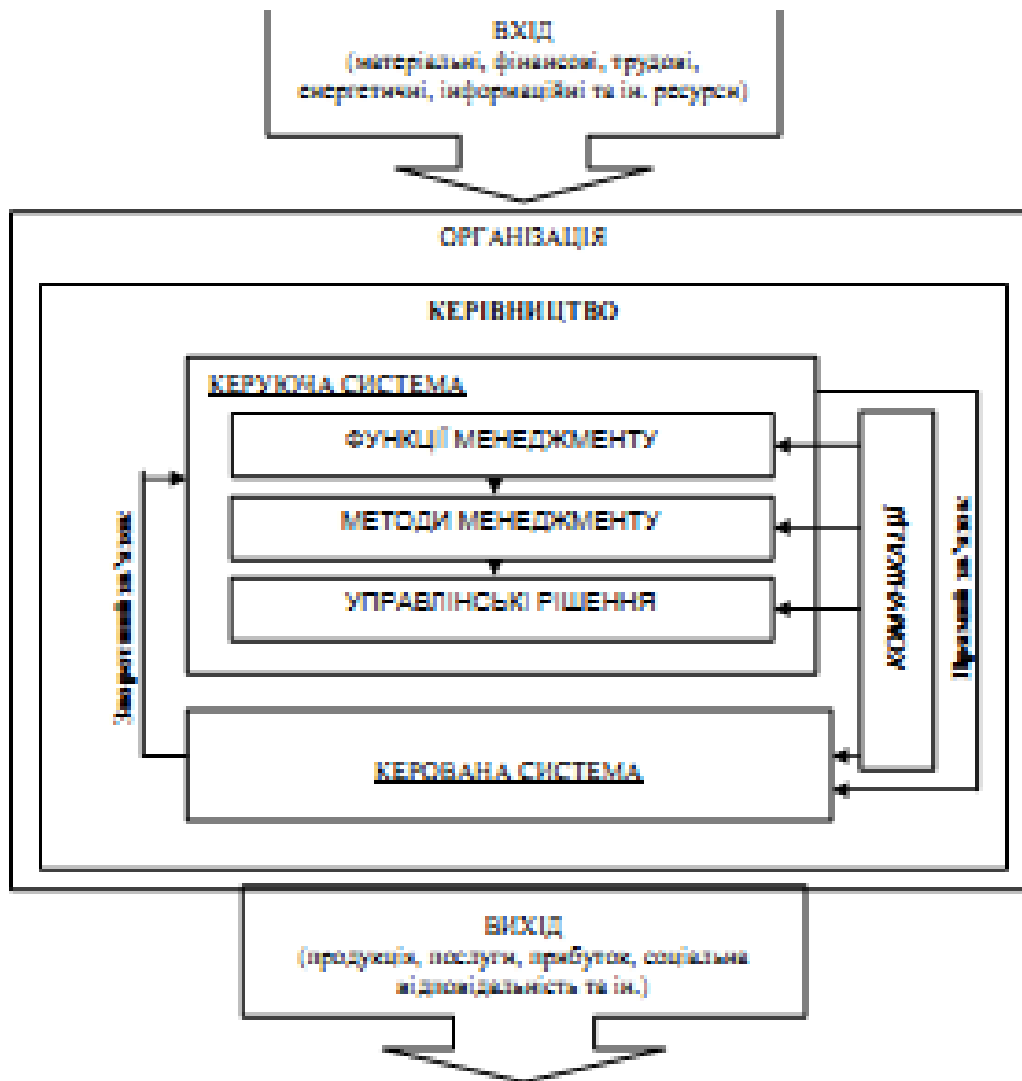 ВХІД
(матеріальні, фінансові, трудові,
енергетичні, інформаційні та ін. ресурси)
ОРГАНІЗАЦІЯ
КЕРІВНИЦТВО
КЕРУЮЧА СИСТЕМА
ФУНКЦІЇ МЕНЕДЖМЕНТУ
МЕТОДИ МЕНЕДЖМЕНТУ
УПРАВЛІНСЬКІ РІШЕННЯ
Зворотний зв'язок
КОМУНІКАЦІЇ
Прямий зв'язок
КЕРОВАНА СИСТЕМА
ВИХІД
(продукція, послуги, прибуток, соціальна
відповідальність та ін.)